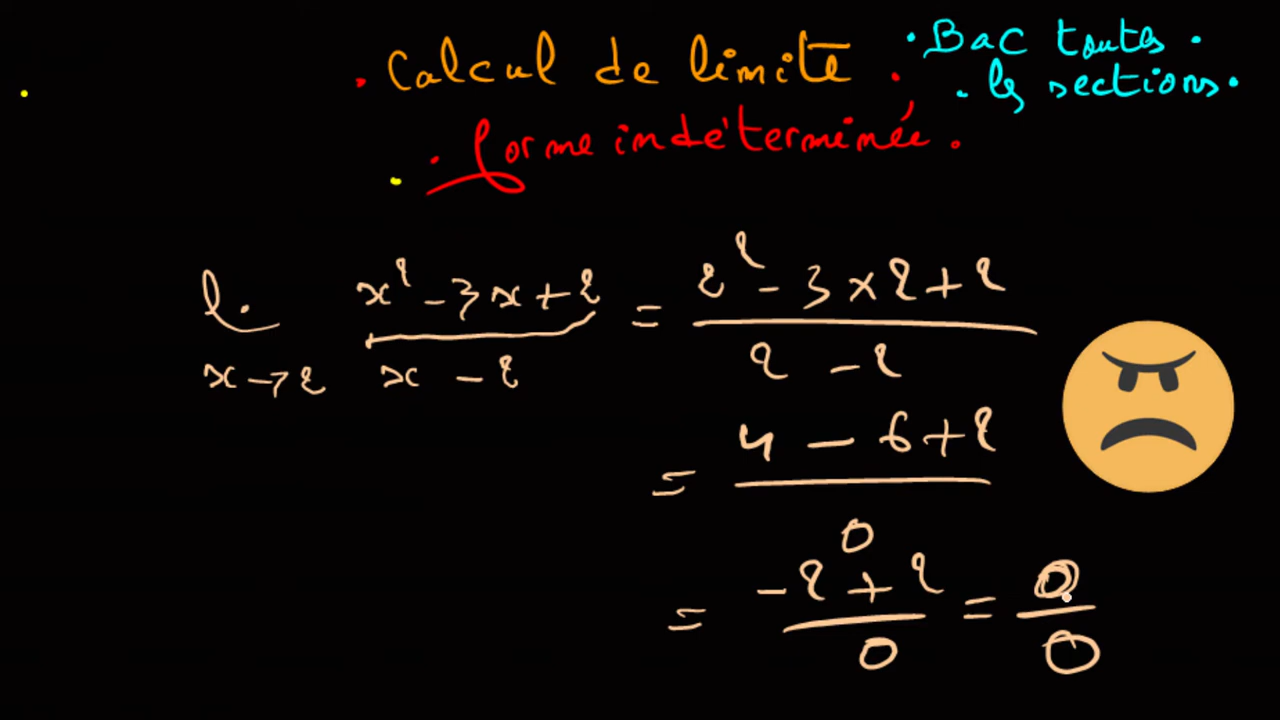 . Calcul de limite .
. Bac toutes .
. les sections .
. forme indéterminée .
lim x²-3x+2 / x-2 = 2²-3×2+2 / 2-2
x→2
= 4-6+2 / 0
= -2+2 / 0 = 0 / 0